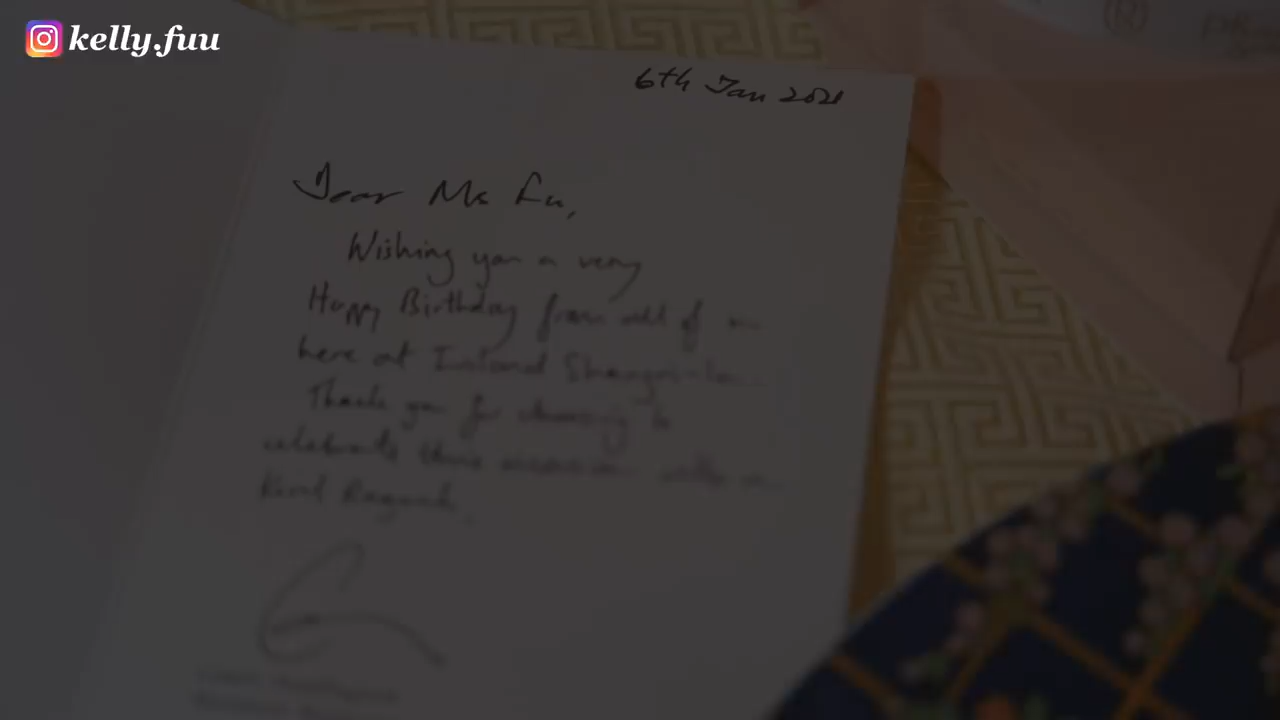 kelly.fuu
6th Jan 2021
Dear Ms Fu,
Wishing you a very
Happy Birthday from all of us
here at Island Shangri-la.
Thank you for choosing to
celebrate this occasion with us
Kind Regards